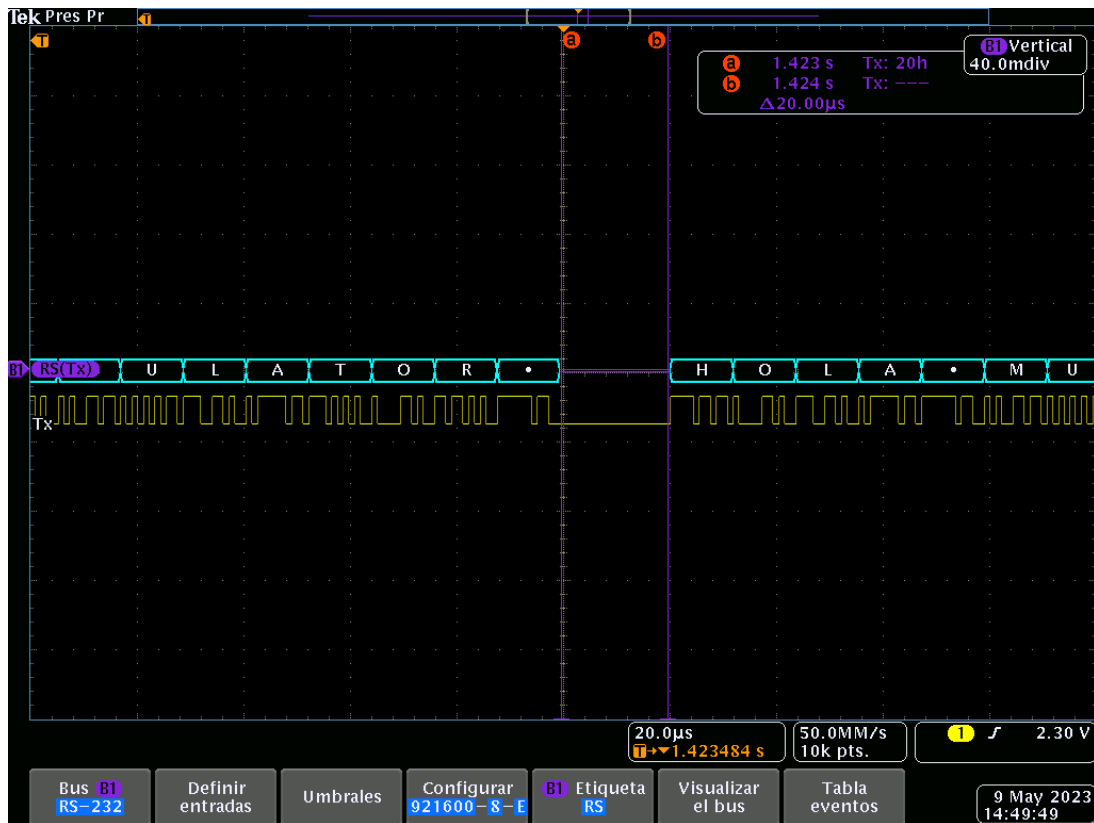 Tek Pres Pr
T
T
a b
B1 Vertical
40.0mdiv
a 1.423 s Tx: 20h
b 1.424 s Tx: ---
Δ20.00µs
B1 RS(Tx) U L A T O R • H O L A • M U
Tx
20.0µs
T→▼1.423484 s
50.0MM/s
10k pts.
1 2.30 V
Bus B1
RS-232
Definir
entradas
Umbrales
Configurar
921600-8-E
B1 Etiqueta
RS
Visualizar
el bus
Tabla
eventos
9 May 2023
14:49:49